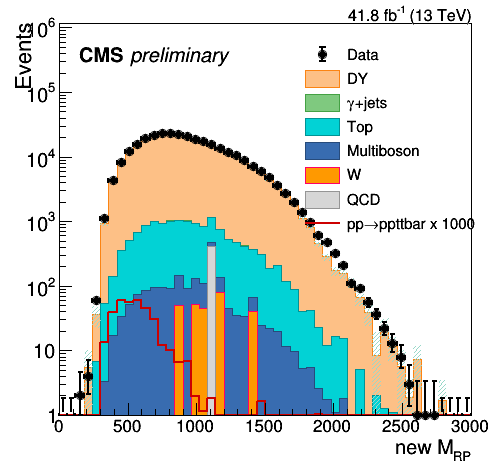 41.8 fb⁻¹ (13 TeV)
Events
CMS preliminary
Data
DY
γ+jets
Top
Multiboson
W
QCD
pp→ppttbar x 1000
10⁶
10⁵
10⁴
10³
10²
10
1
0 500 1000 1500 2000 2500 3000
new M_RP